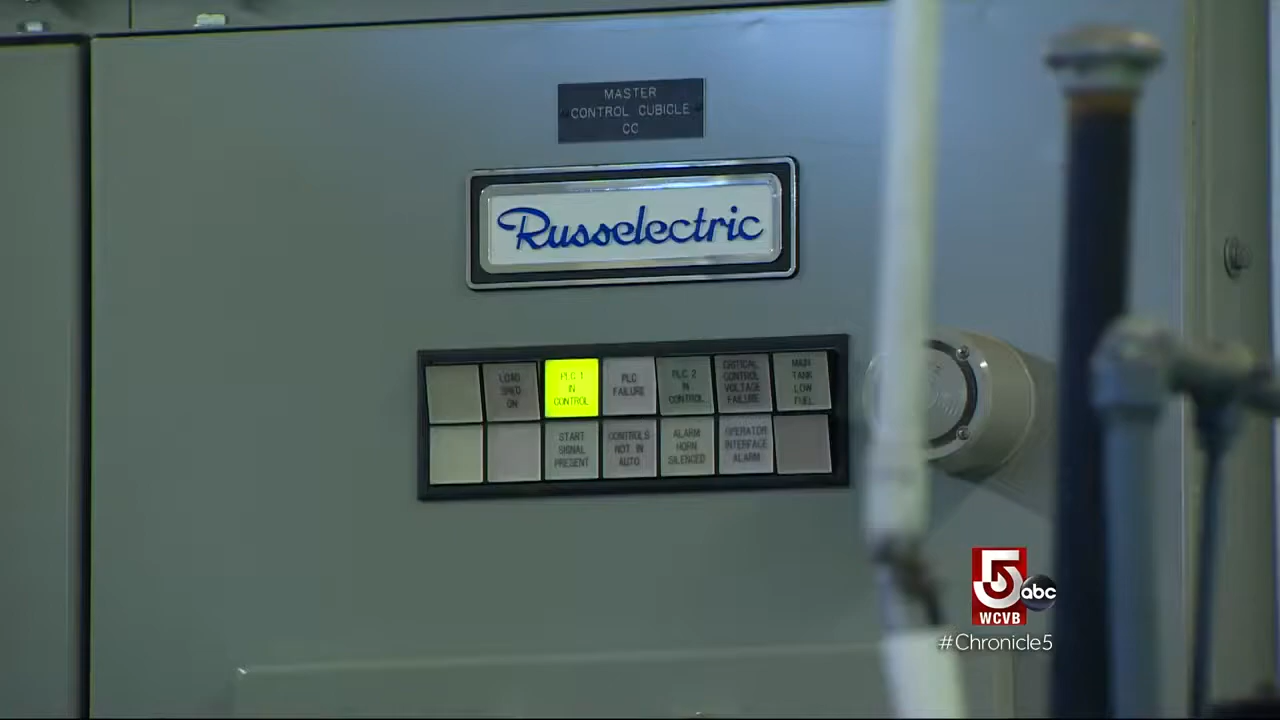 MASTER
CONTROL CUBICLE
CC
Russelectric
LOAD
SHED
ON
PLC 1
IN
CONTROL
PLC
FAILURE
PLC 2
IN
CONTROL
CRITICAL
CONTROL
VOLTAGE
FAILURE
MAIN
TANK
LOW
FUEL
START
SIGNAL
PRESENT
CONTROLS
NOT IN
AUTO
ALARM
HORN
SILENCED
OPERATOR
INTERFACE
ALARM
5
abc
WCVB
#Chronicle5